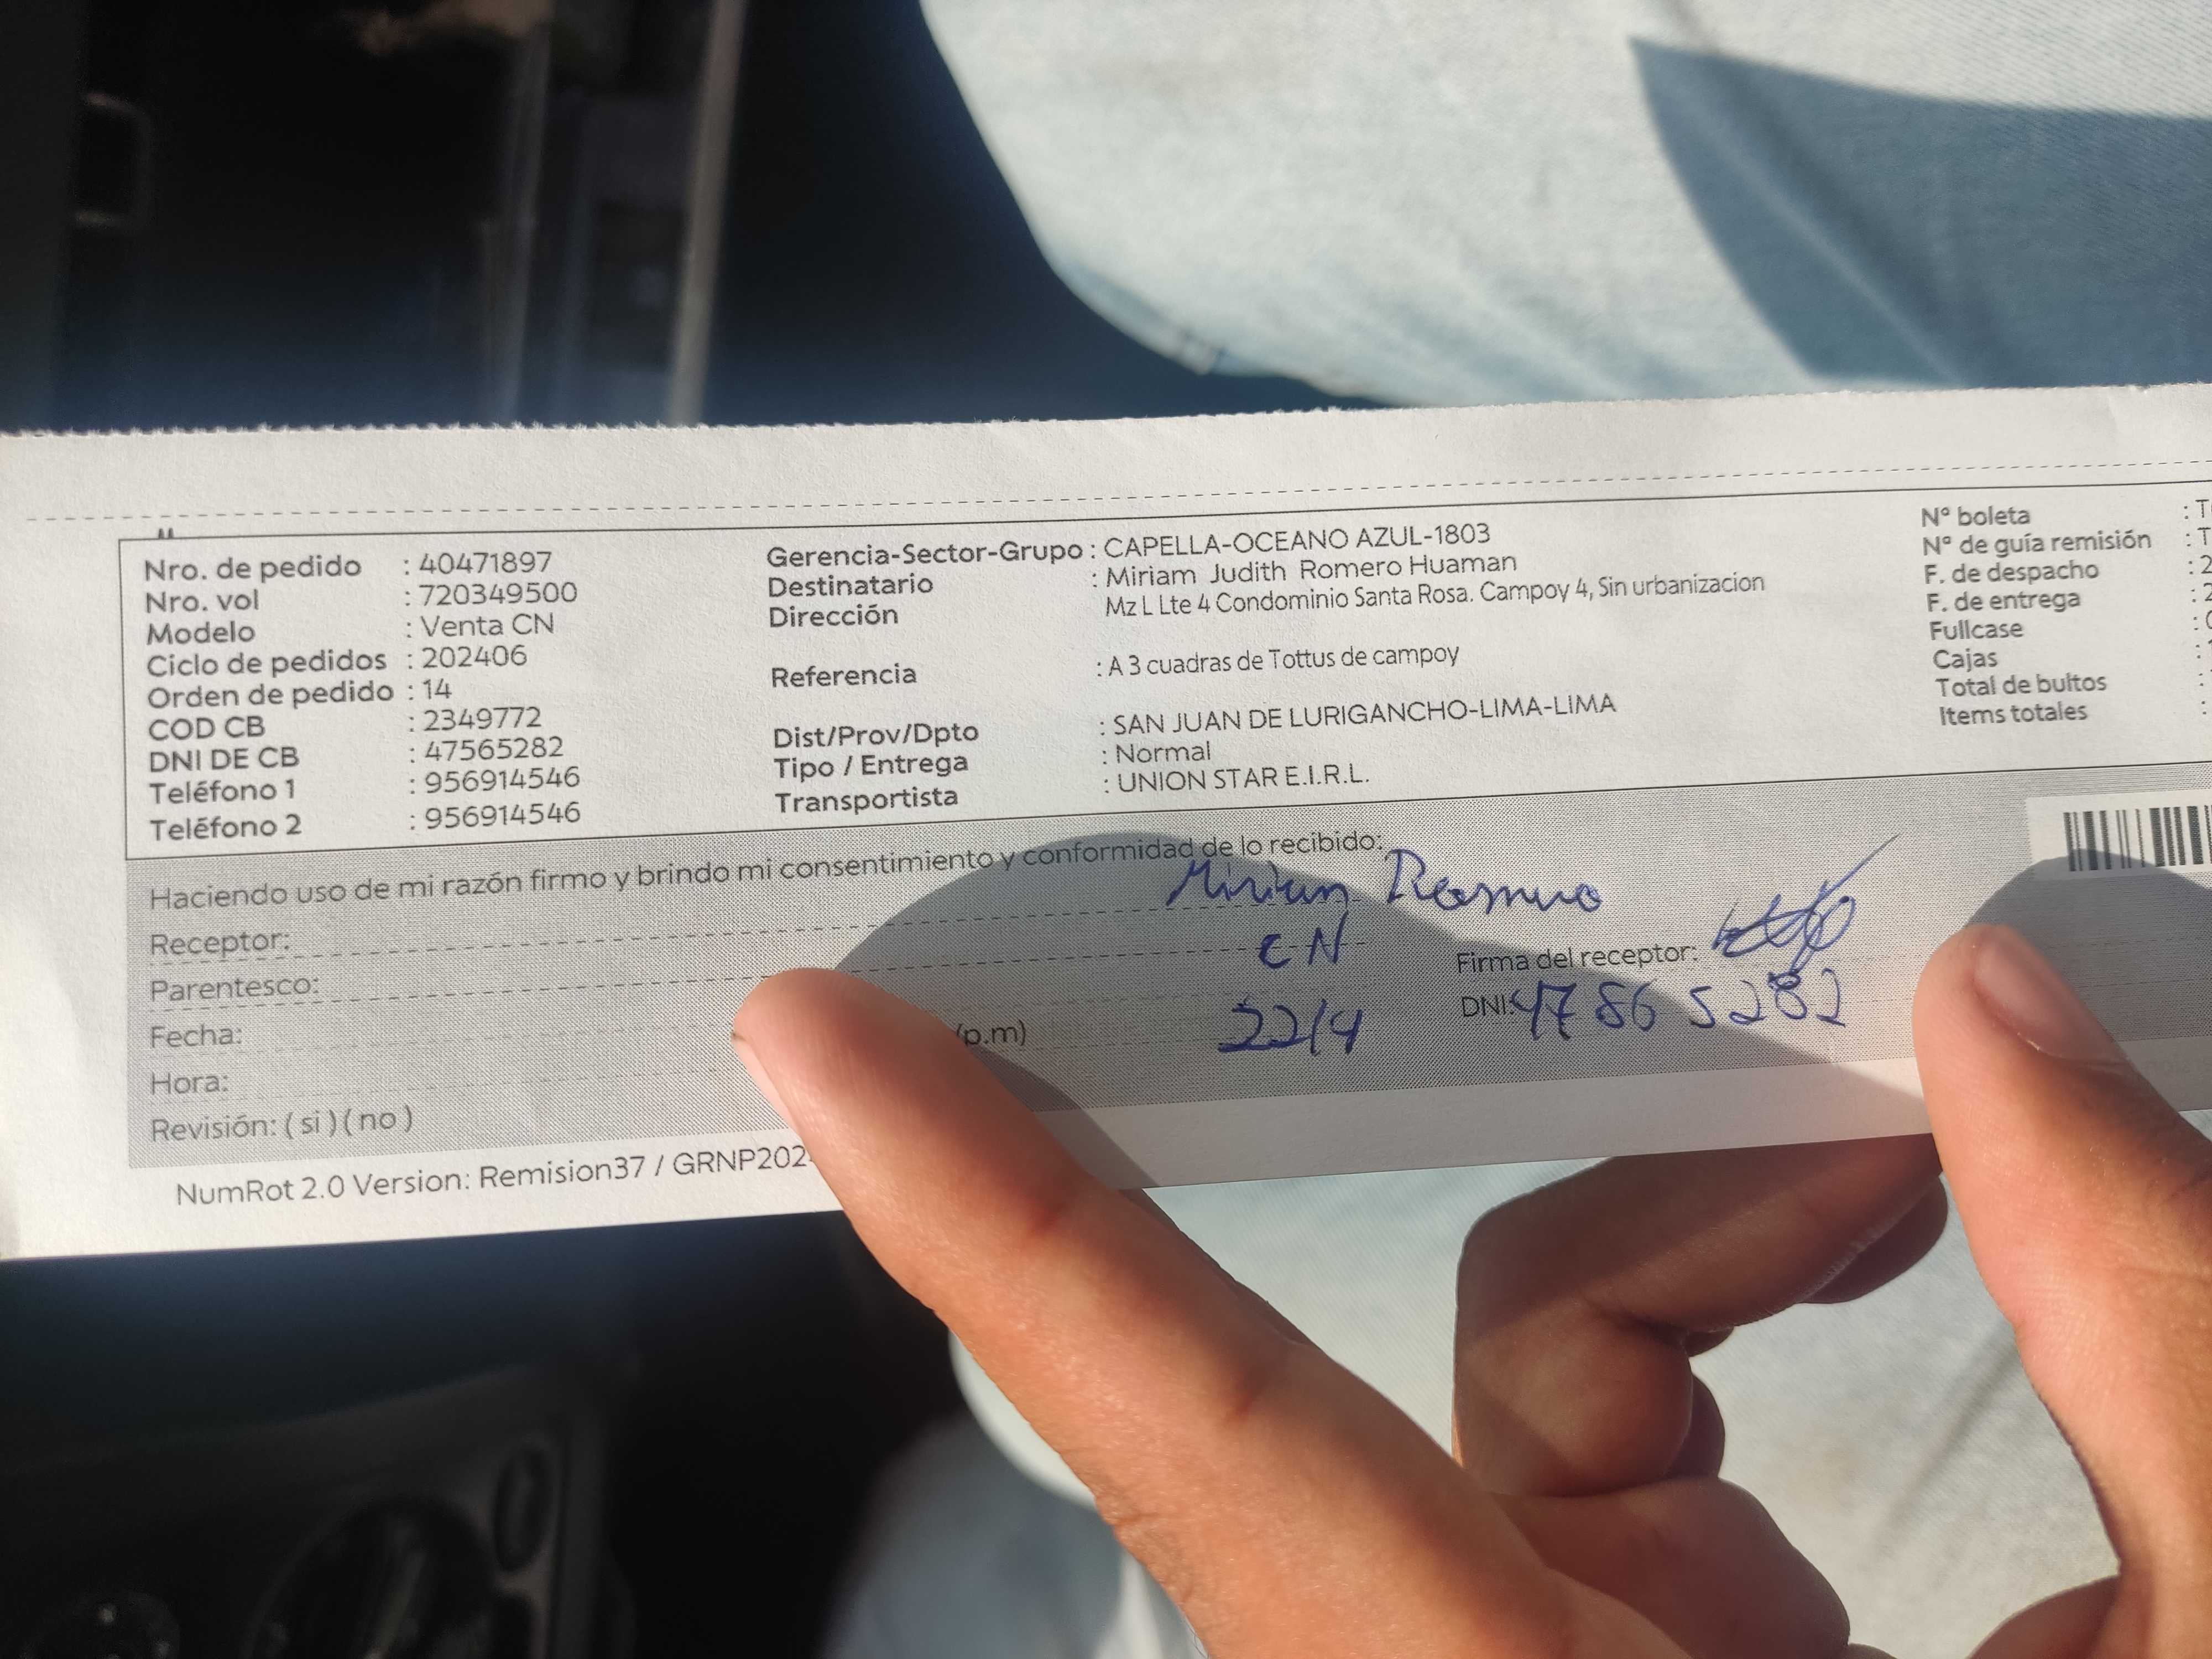 Nro. de pedido : 40471897
Nro. vol : 720349500
Modelo : Venta CN
Ciclo de pedidos : 202406
Orden de pedido : 14
COD CB : 2349772
DNI DE CB : 47565282
Teléfono 1 : 956914546
Teléfono 2 : 956914546
Gerencia-Sector-Grupo : CAPELLA-OCEANO AZUL-1803
Destinatario : Miriam Judith Romero Huaman
Dirección Mz L Lte 4 Condominio Santa Rosa. Campoy 4, Sin urbanizacion
Referencia : A 3 cuadras de Tottus de campoy
Dist/Prov/Dpto : SAN JUAN DE LURIGANCHO-LIMA-LIMA
Tipo / Entrega : Normal
Transportista : UNION STAR E.I.R.L.
N° boleta : T
N° de guía remisión : T
F. de despacho : 2
F. de entrega : 2
Fullcase :
Cajas :
Total de bultos :
Items totales :
Haciendo uso de mi razón firmo y brindo mi consentimiento y conformidad de lo recibido:
Receptor: Miriam Romero
Parentesco: CN
Firma del receptor:
Fecha: 22/4
DNI: 47865282
Hora: (p.m)
Revisión: ( si ) ( no )
NumRot 2.0 Version: Remision37 / GRNP202